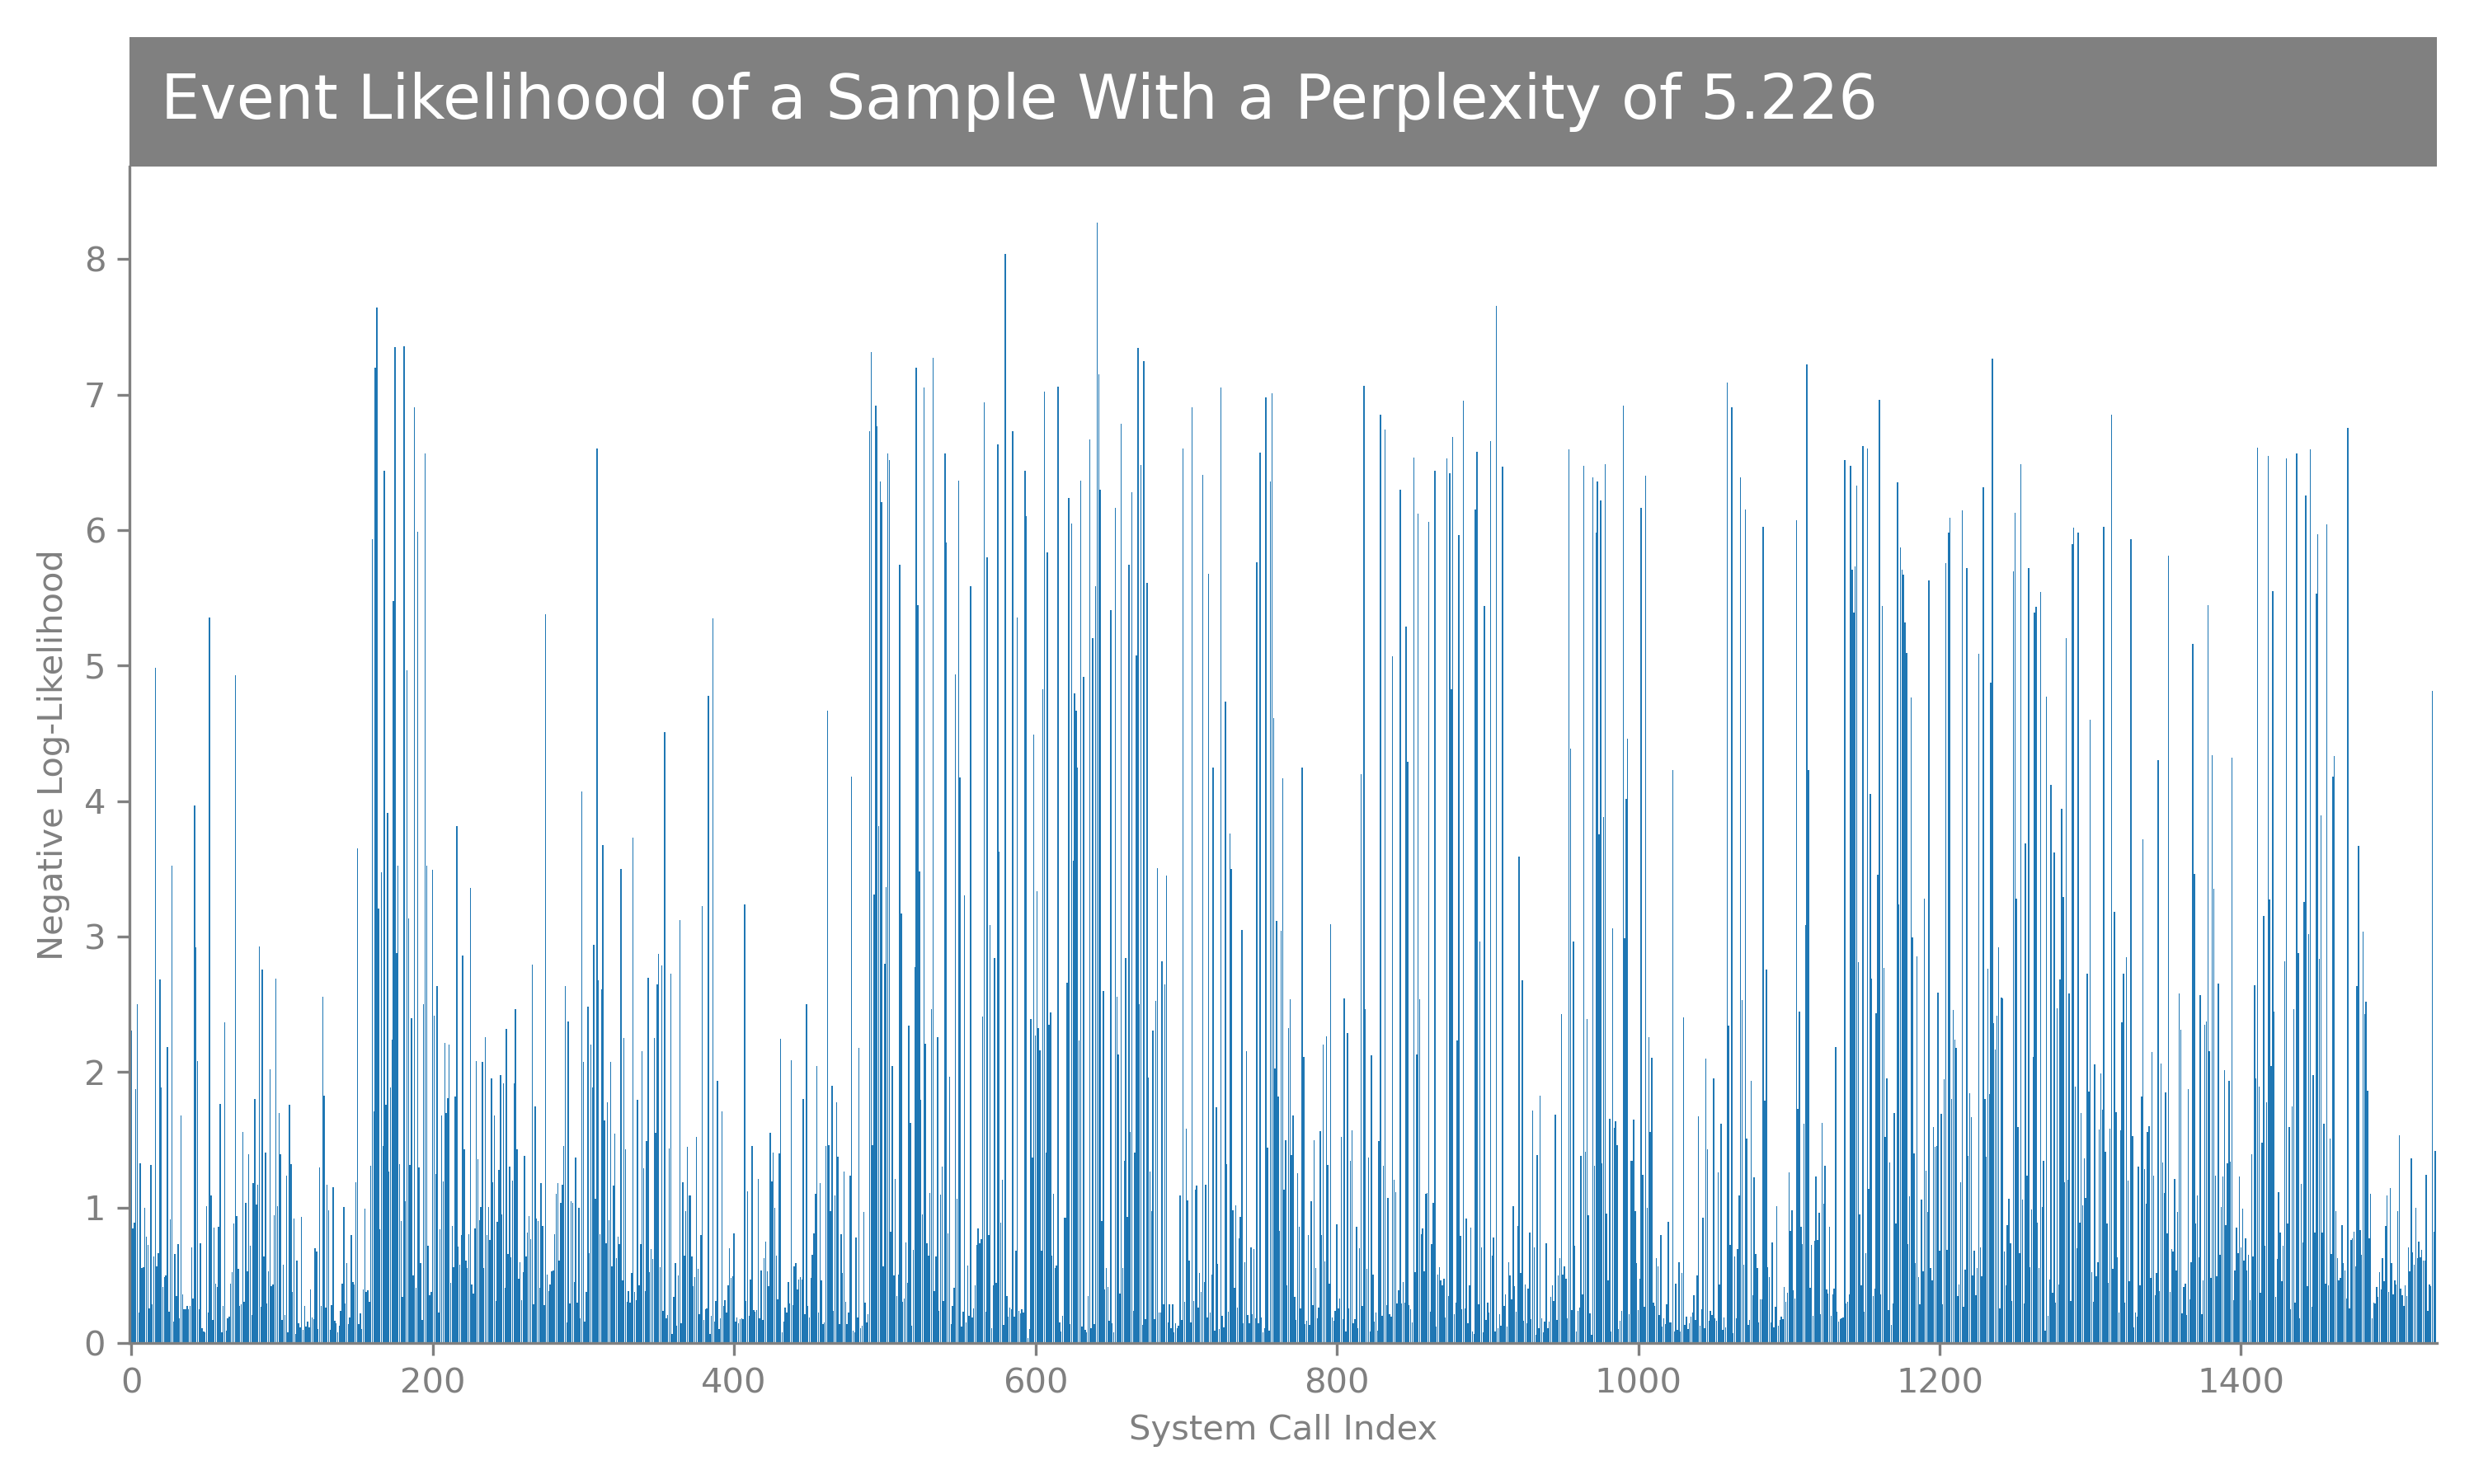 Event Likelihood of a Sample With a Perplexity of 5.226
8
7
6
5
4
3
2
1
0
Negative Log-Likelihood
0 200 400 600 800 1000 1200 1400
System Call Index